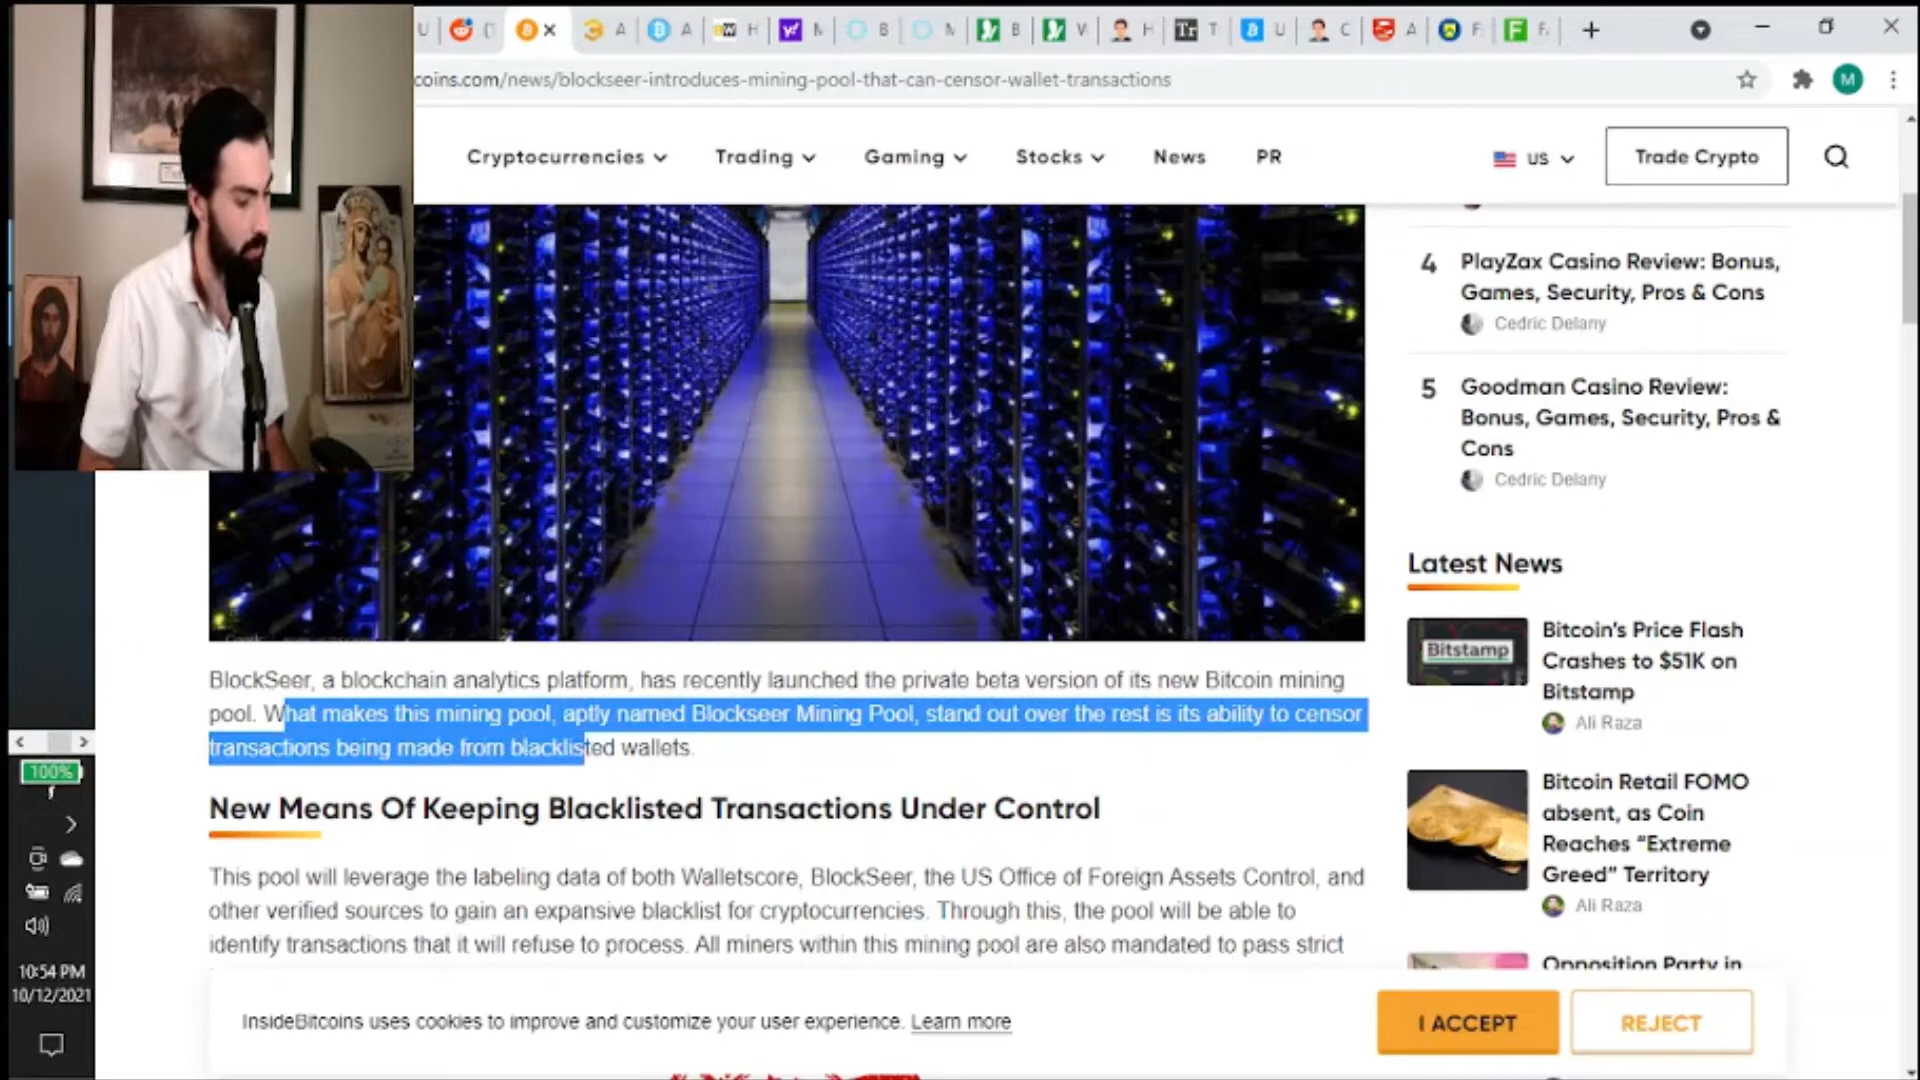 U
A
A
H
B
M
B
V
H
Tr T
U
C
A
F
F
coins.com/news/blockseer-introduces-mining-pool-that-can-censor-wallet-transactions
M
Cryptocurrencies Trading Gaming Stocks News PR US Trade Crypto
4 PlayZax Casino Review: Bonus,
Games, Security, Pros & Cons
Cedric Delany
5 Goodman Casino Review:
Bonus, Games, Security, Pros &
Cons
Cedric Delany
Latest News
Bitstamp
Bitcoin’s Price Flash
Crashes to $51K on
Bitstamp
Ali Raza
Bitcoin Retail FOMO
absent, as Coin
Reaches “Extreme
Greed” Territory
Ali Raza
Opposition Party in
BlockSeer, a blockchain analytics platform, has recently launched the private beta version of its new Bitcoin mining
pool. What makes this mining pool, aptly named Blockseer Mining Pool, stand out over the rest is its ability to censor
transactions being made from blacklisted wallets.
New Means Of Keeping Blacklisted Transactions Under Control
This pool will leverage the labeling data of both Walletscore, BlockSeer, the US Office of Foreign Assets Control, and
other verified sources to gain an expansive blacklist for cryptocurrencies. Through this, the pool will be able to
identify transactions that it will refuse to process. All miners within this mining pool are also mandated to pass strict
InsideBitcoins uses cookies to improve and customize your user experience. Learn more
I ACCEPT REJECT
100%
10:54 PM
10/12/2021